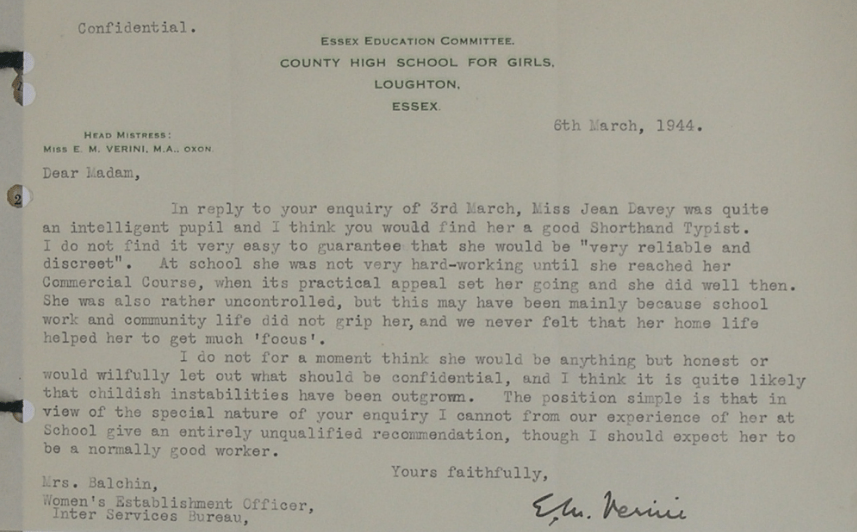 Confidential.
ESSEX EDUCATION COMMITTEE.
COUNTY HIGH SCHOOL FOR GIRLS,
LOUGHTON,
ESSEX.
6th March, 1944.
HEAD MISTRESS:
MISS E. M. VERINI, M.A., OXON.
Dear Madam,
In reply to your enquiry of 3rd March, Miss Jean Davey was quite
an intelligent pupil and I think you would find her a good Shorthand Typist.
I do not find it very easy to guarantee that she would be "very reliable and
discreet". At school she was not very hard-working until she reached her
Commercial Course, when its practical appeal set her going and she did well then.
She was also rather uncontrolled, but this may have been mainly because school
work and community life did not grip her, and we never felt that her home life
helped her to get much 'focus'.
I do not for a moment think she would be anything but honest or
would wilfully let out what should be confidential, and I think it is quite likely
that childish instabilities have been outgrown. The position simple is that in
view of the special nature of your enquiry I cannot from our experience of her at
School give an entirely unqualified recommendation, though I should expect her to
be a normally good worker.
Yours faithfully,
Mrs. Balchin,
Women's Establishment Officer,
Inter Services Bureau,
E. M. Verini
2